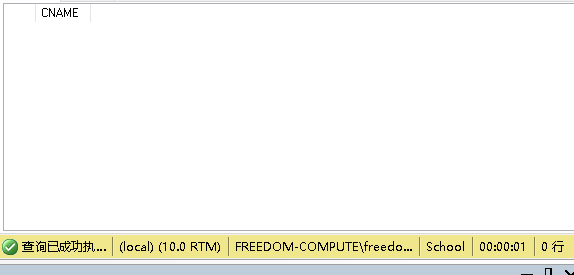 CNAME
查询已成功执... (local) (10.0 RTM) FREEDOM-COMPUTE\freedo... School 00:00:01 0 行